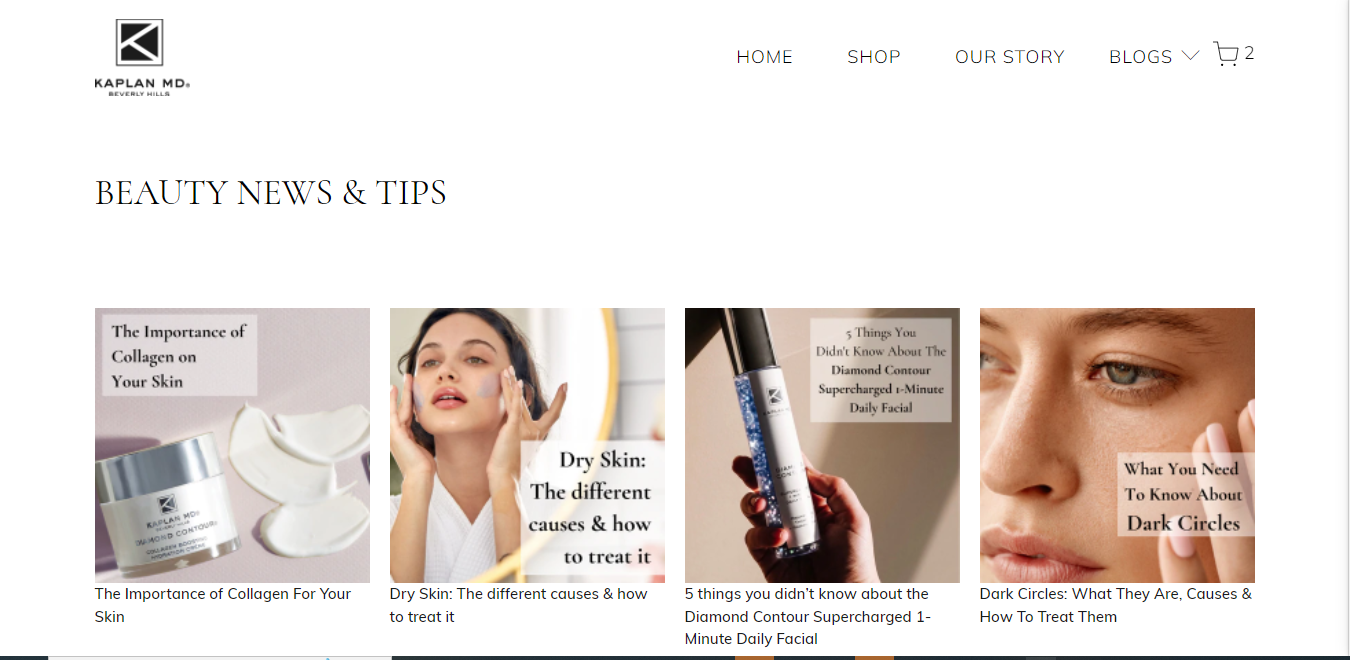 KAPLAN MD®
BEVERLY HILLS
HOME
SHOP
OUR STORY
BLOGS
2
BEAUTY NEWS & TIPS
The Importance of
Collagen on
Your Skin
KAPLAN MD®
DIAMOND CONTOUR
COLLAGEN BOOSTING
HYDRATION CRÈME
Dry Skin:
The different
causes & how
to treat it
5 Things You
Didn't Know About The
Diamond Contour
Supercharged 1-Minute
Daily Facial
What You Need
To Know About
Dark Circles
The Importance of Collagen For Your
Skin
Dry Skin: The different causes & how
to treat it
5 things you didn't know about the
Diamond Contour Supercharged 1-
Minute Daily Facial
Dark Circles: What They Are, Causes &
How To Treat Them